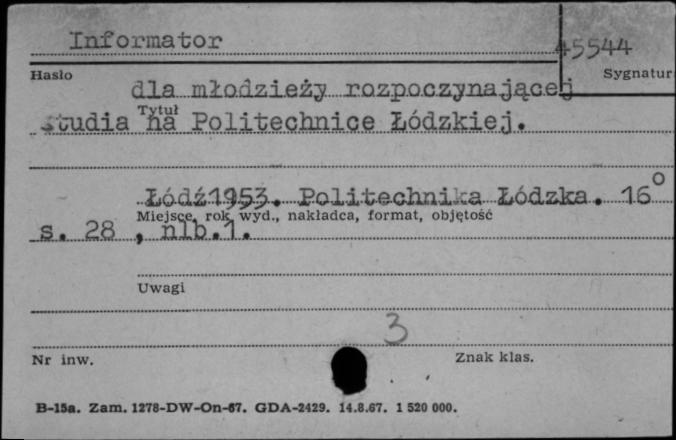 Informator 45544
Hasło Sygnatur
dla młodzieży rozpoczynającej
Tytuł
studia na Politechnice Łódzkiej.
Łódź1953. Politechnika Łódzka. 16°
Miejsce, rok wyd., nakładca, format, objętość
s. 28 , nlb.1.
Uwagi
3
Nr inw. Znak klas.
B-15a. Zam. 1278-DW-On-67. GDA-2429. 14.8.67. 1 520 000.